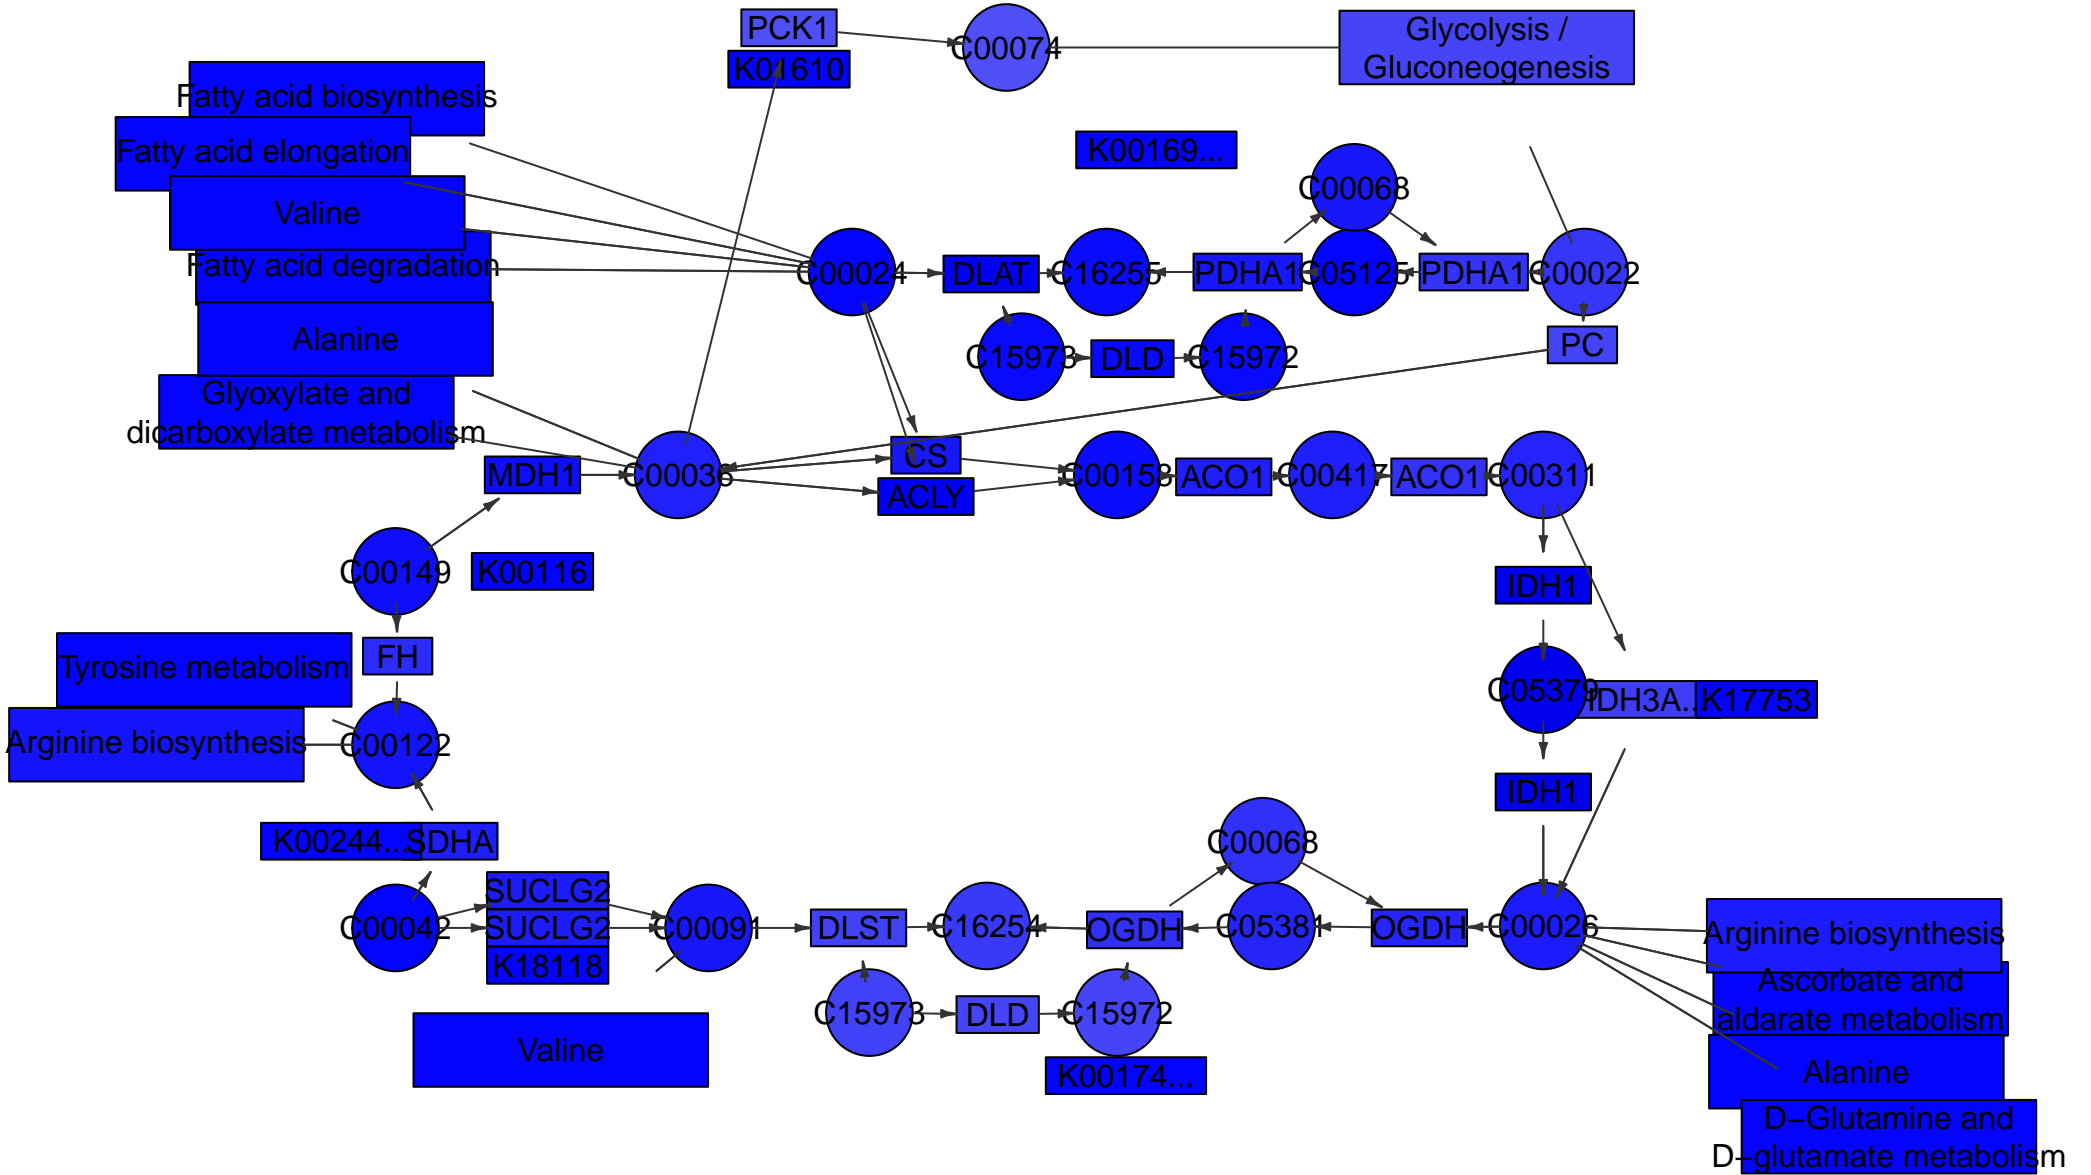 PCK1
K01610
C00074
Glycolysis /
Gluconeogenesis
Fatty acid biosynthesis
Fatty acid elongation
Valine
Fatty acid degradation
Alanine
Glyoxylate and
dicarboxylate metabolism
K00169...
C00068
C00024
DLAT
C16255
PDHA1
C05125
PDHA1
C00022
C15973
DLD
C15972
PC
MDH1
C00036
CS
ACLY
C00158
ACO1
C00417
ACO1
C00311
C00149
K00116
IDH1
FH
Tyrosine metabolism
C05379
IDH3A...
K17753
Arginine biosynthesis
C00122
IDH1
K00244...
SDHA
C00068
SUCLG2
C00042
SUCLG2
K18118
C00091
DLST
C16254
OGDH
C05381
OGDH
C00026
Arginine biosynthesis
Ascorbate and
aldarate metabolism
C15973
DLD
C15972
Valine
K00174...
Alanine
D−Glutamine and
D−glutamate metabolism